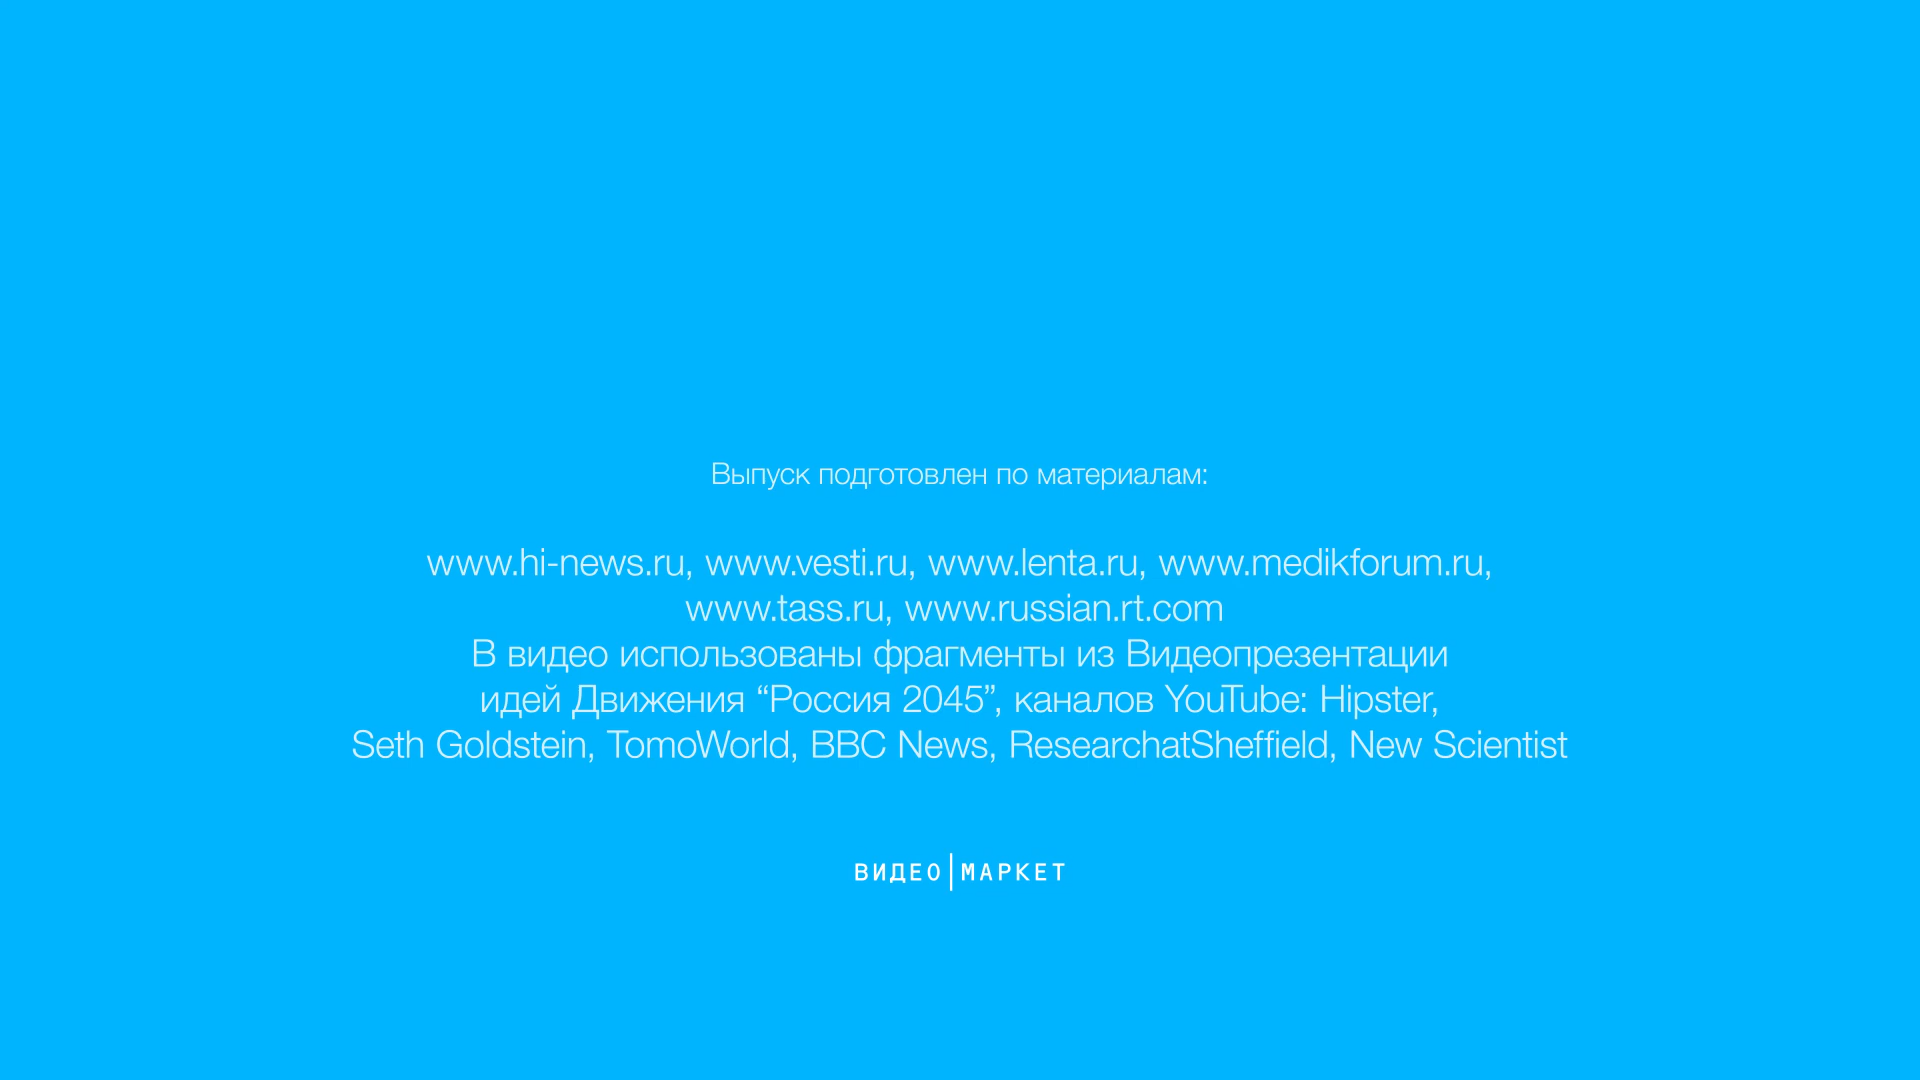 Выпуск подготовлен по материалам:
www.hi-news.ru, www.vesti.ru, www.lenta.ru, www.medikforum.ru,
www.tass.ru, www.russian.rt.com
В видео использованы фрагменты из Видеопрезентации
идей Движения “Россия 2045”, каналов YouTube: Hipster,
Seth Goldstein, TomoWorld, BBC News, ResearchatSheffield, New Scientist
ВИДЕО|МАРКЕТ